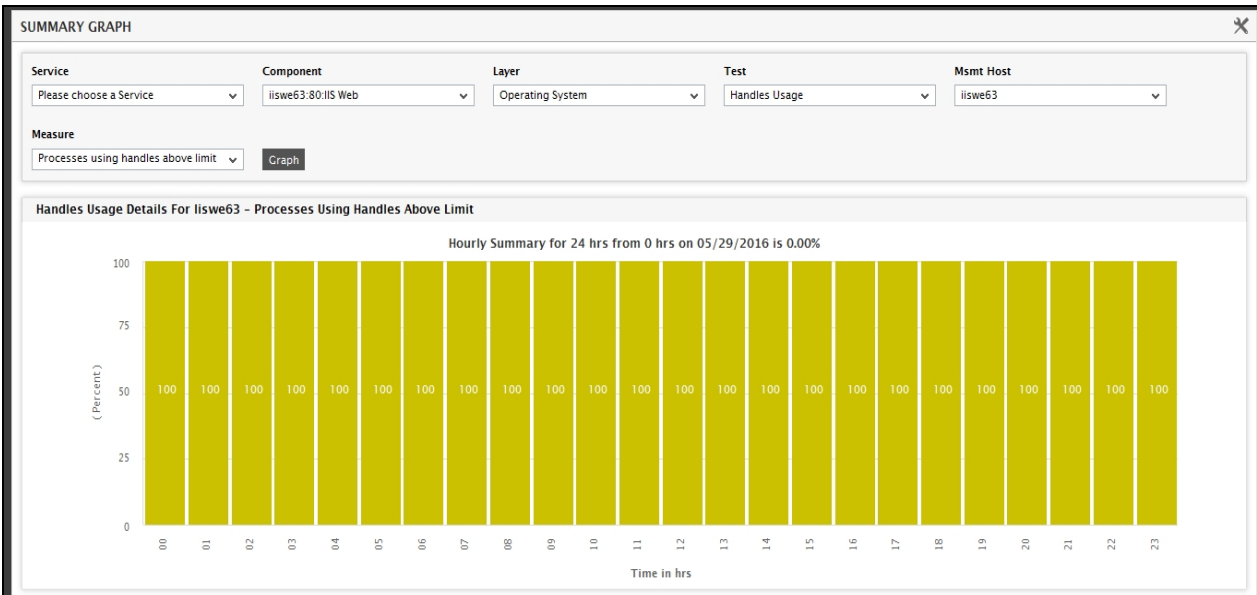 SUMMARY GRAPH
Service Component Layer Test Msmt Host
Please choose a Service iiswe63:80:IIS Web Operating System Handles Usage iiswe63
Measure
Processes using handles above limit Graph
Handles Usage Details For Iiswe63 - Processes Using Handles Above Limit
Hourly Summary for 24 hrs from 0 hrs on 05/29/2016 is 0.00%
100
75
50
25
0
( Percent )
100 100 100 100 100 100 100 100 100 100 100 100 100 100 100 100 100 100 100 100 100 100 100 100
00 01 02 03 04 05 06 07 08 09 10 11 12 13 14 15 16 17 18 19 20 21 22 23
Time in hrs